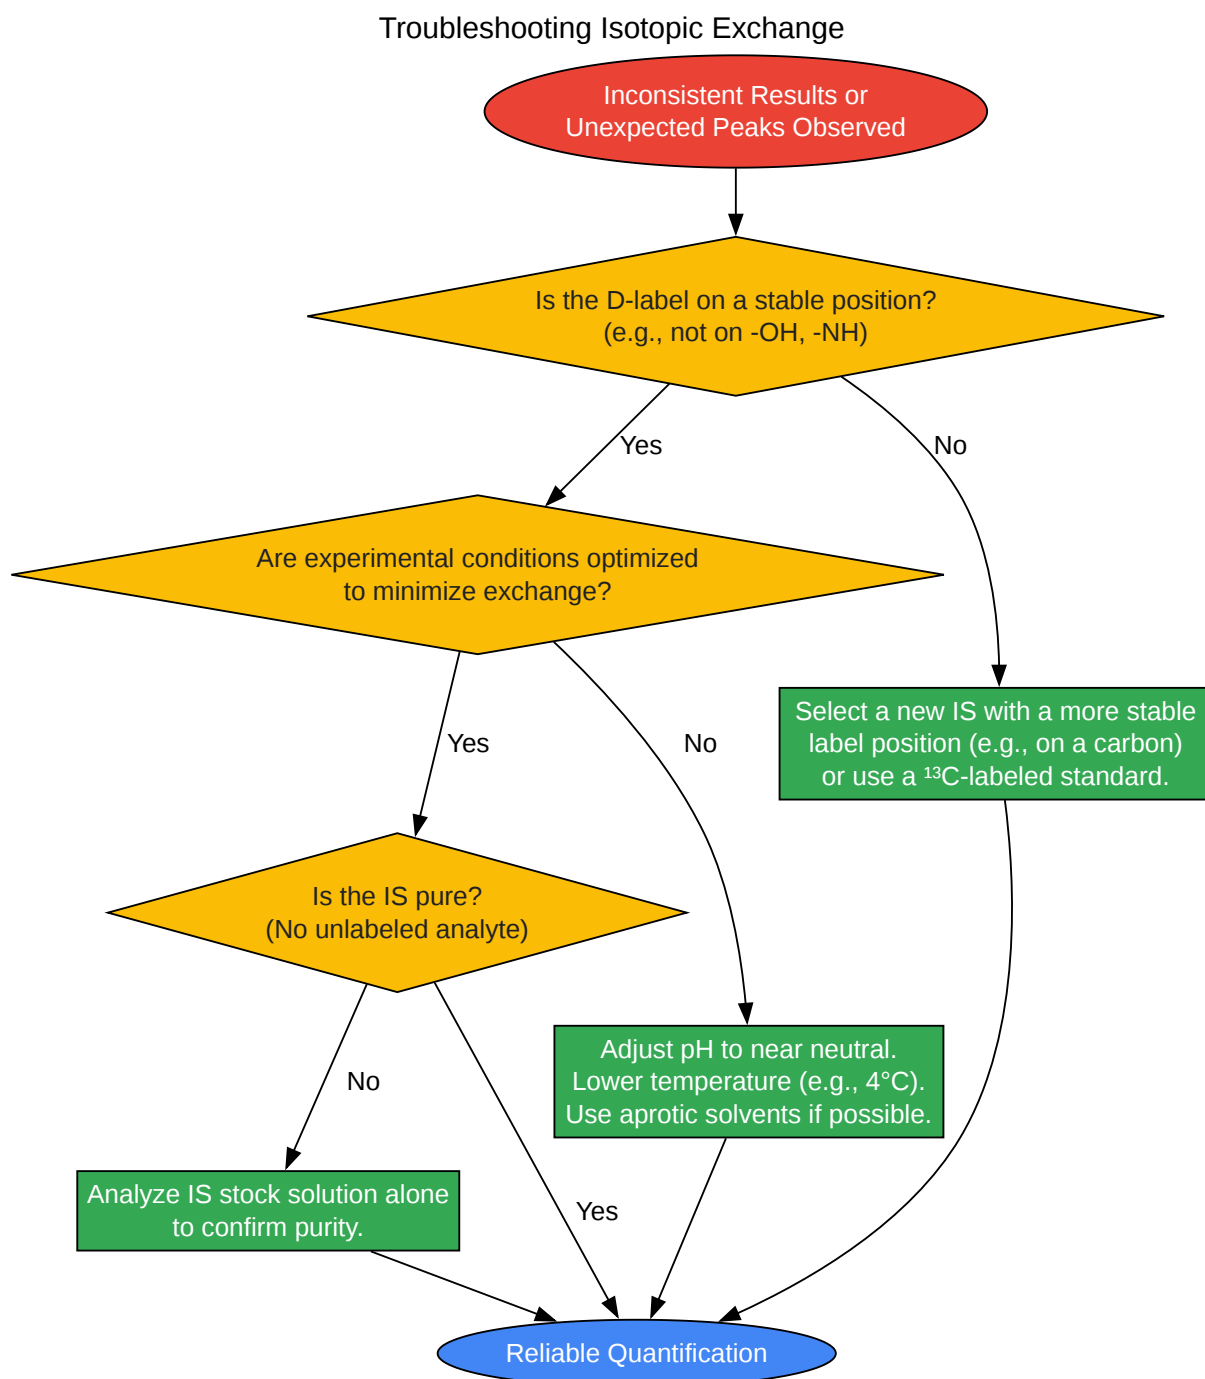 Troubleshooting Isotopic Exchange
Inconsistent Results or
Unexpected Peaks Observed
Is the D-label on a stable position?
(e.g., not on -OH, -NH)
Yes
No
Are experimental conditions optimized
to minimize exchange?
Select a new IS with a more stable
label position (e.g., on a carbon)
or use a ¹³C-labeled standard.
Yes
No
Is the IS pure?
(No unlabeled analyte)
Adjust pH to near neutral.
Lower temperature (e.g., 4°C).
Use aprotic solvents if possible.
No
Analyze IS stock solution alone
to confirm purity.
Yes
Reliable Quantification